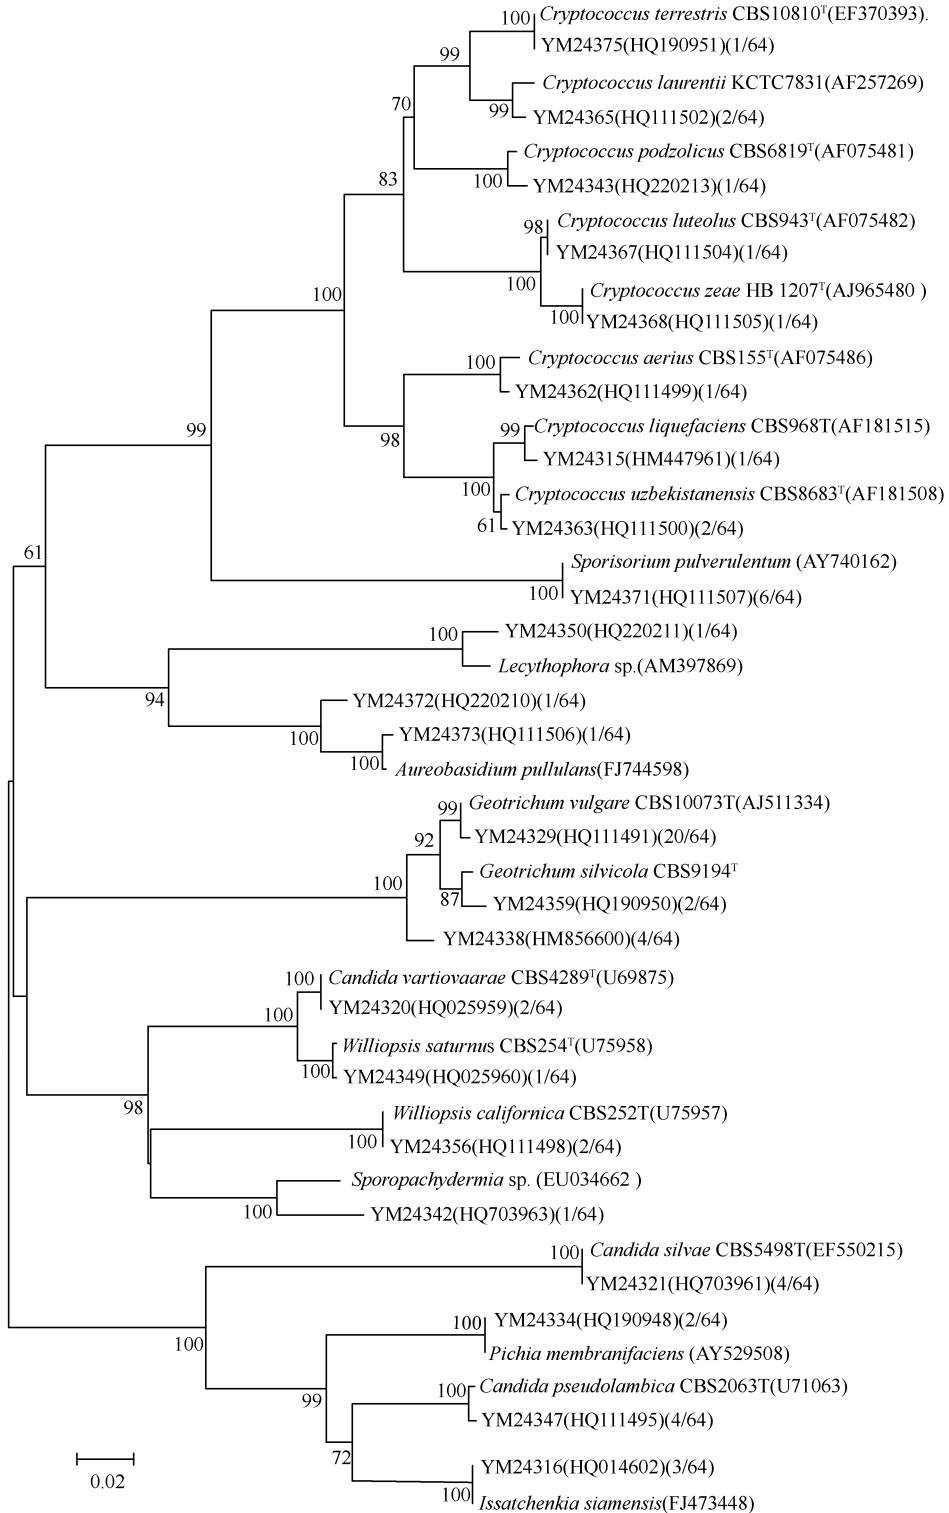 100 Cryptococcus terrestris CBS10810ᵀ(EF370393).
YM24375(HQ190951)(1/64)
99
Cryptococcus laurentii KCTC7831(AF257269)
99 YM24365(HQ111502)(2/64)
70
Cryptococcus podzolicus CBS6819ᵀ(AF075481)
100 YM24343(HQ220213)(1/64)
83
98 Cryptococcus luteolus CBS943ᵀ(AF075482)
YM24367(HQ111504)(1/64)
100
Cryptococcus zeae HB 1207ᵀ(AJ965480 )
100 YM24368(HQ111505)(1/64)
100
100 Cryptococcus aerius CBS155ᵀ(AF075486)
YM24362(HQ111499)(1/64)
98
99 Cryptococcus liquefaciens CBS968T(AF181515)
YM24315(HM447961)(1/64)
100
Cryptococcus uzbekistanensis CBS8683ᵀ(AF181508)
61 YM24363(HQ111500)(2/64)
99
Sporisorium pulverulentum (AY740162)
100 YM24371(HQ111507)(6/64)
61
100 YM24350(HQ220211)(1/64)
Lecythophora sp.(AM397869)
94
YM24372(HQ220210)(1/64)
100
YM24373(HQ111506)(1/64)
100 Aureobasidium pullulans(FJ744598)
99 Geotrichum vulgare CBS10073T(AJ511334)
YM24329(HQ111491)(20/64)
92
Geotrichum silvicola CBS9194ᵀ
87 YM24359(HQ190950)(2/64)
100
YM24338(HM856600)(4/64)
100 Candida vartiovaarae CBS4289ᵀ(U69875)
YM24320(HQ025959)(2/64)
100
Williopsis saturnus CBS254ᵀ(U75958)
100 YM24349(HQ025960)(1/64)
98
Williopsis californica CBS252T(U75957)
100 YM24356(HQ111498)(2/64)
Sporopachydermia sp. (EU034662 )
100 YM24342(HQ703963)(1/64)
100 Candida silvae CBS5498T(EF550215)
YM24321(HQ703961)(4/64)
100
100 YM24334(HQ190948)(2/64)
Pichia membranifaciens (AY529508)
99
100 Candida pseudolambica CBS2063T(U71063)
YM24347(HQ111495)(4/64)
72
YM24316(HQ014602)(3/64)
100 Issatchenkia siamensis(FJ473448)
0.02